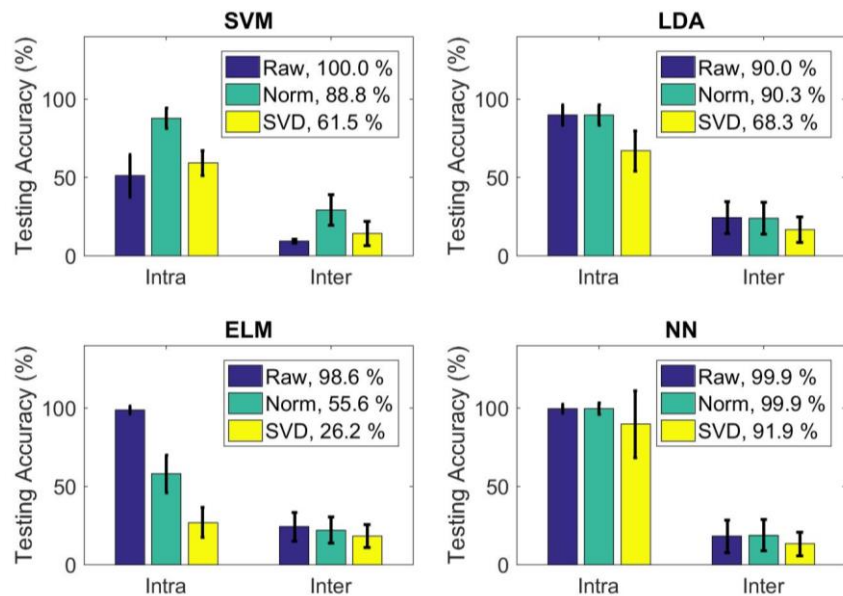 SVM
Testing Accuracy (%)
100
50
0
Raw, 100.0 %
Norm, 88.8 %
SVD, 61.5 %
Intra
Inter
LDA
Testing Accuracy (%)
100
50
0
Raw, 90.0 %
Norm, 90.3 %
SVD, 68.3 %
Intra
Inter
ELM
Testing Accuracy (%)
100
50
0
Raw, 98.6 %
Norm, 55.6 %
SVD, 26.2 %
Intra
Inter
NN
Testing Accuracy (%)
100
50
0
Raw, 99.9 %
Norm, 99.9 %
SVD, 91.9 %
Intra
Inter